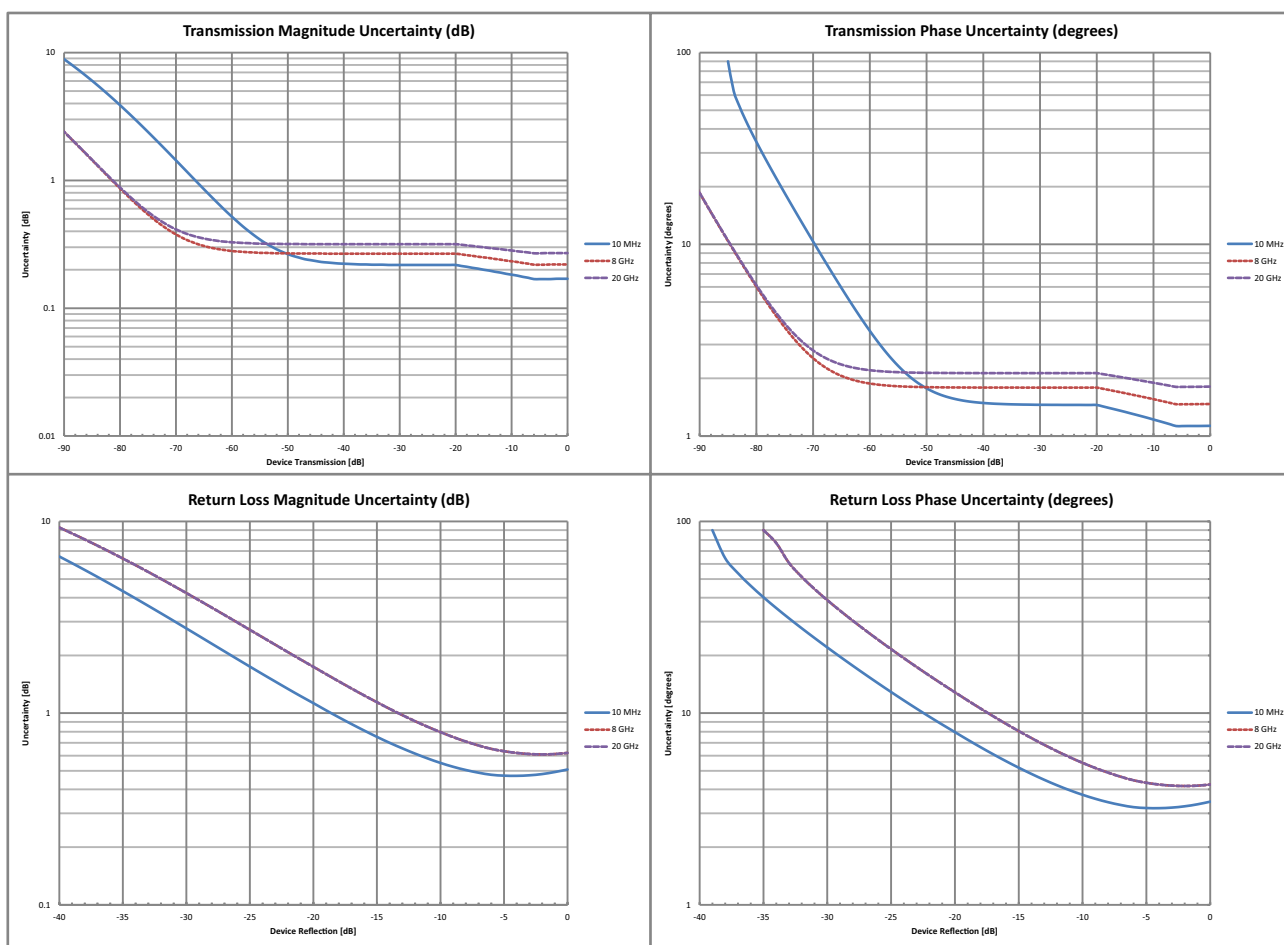 Transmission Magnitude Uncertainty (dB)
10
1
0.1
0.01
Uncertainty [dB]
-90 -80 -70 -60 -50 -40 -30 -20 -10 0
Device Transmission [dB]
10 MHz
8 GHz
20 GHz
Transmission Phase Uncertainty (degrees)
100
10
1
Uncertainty [degrees]
-90 -80 -70 -60 -50 -40 -30 -20 -10 0
Device Transmission [dB]
10 MHz
8 GHz
20 GHz
Return Loss Magnitude Uncertainty (dB)
10
1
0.1
Uncertainty [dB]
-40 -35 -30 -25 -20 -15 -10 -5 0
Device Reflection [dB]
10 MHz
8 GHz
20 GHz
Return Loss Phase Uncertainty (degrees)
100
10
1
Uncertainty [degrees]
-40 -35 -30 -25 -20 -15 -10 -5 0
Device Reflection [dB]
10 MHz
8 GHz
20 GHz